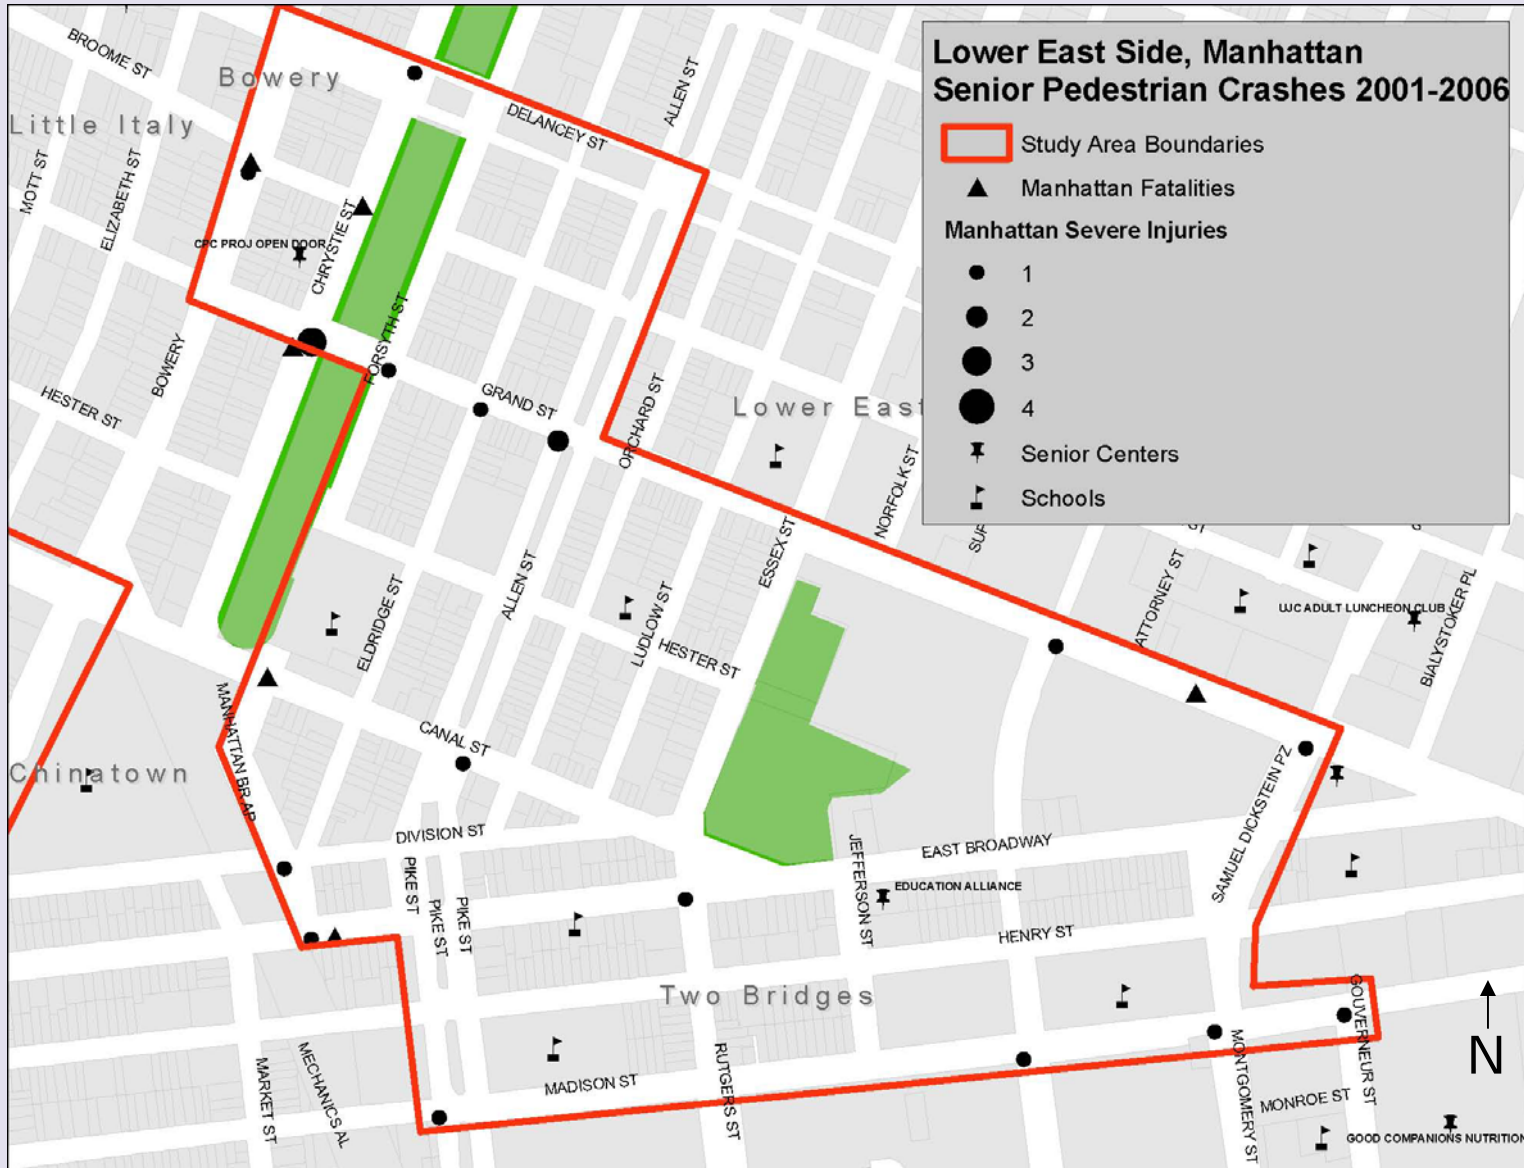 Lower East Side, Manhattan
Senior Pedestrian Crashes 2001-2006
Study Area Boundaries
Manhattan Fatalities
Manhattan Severe Injuries
1
2
3
4
Senior Centers
Schools
BROOME ST
Bowery
Little Italy
MOTT ST
ELIZABETH ST
DELANCEY ST
ALLEN ST
CPC PROJ OPEN DOOR
CHRYSTIE ST
FORSYTH ST
BOWERY
HESTER ST
GRAND ST
ORCHARD ST
Lower East
NORFOLK ST
ESSEX ST
ATTORNEY ST
UJC ADULT LUNCHEON CLUB
BIALYSTOKER PL
ELDRIDGE ST
ALLEN ST
LUDLOW ST
HESTER ST
MANHATTAN BR AP
CANAL ST
Chinatown
DIVISION ST
SAMUEL DICKSTEIN PZ
PIKE ST
PIKE ST
PIKE ST
JEFFERSON ST
EAST BROADWAY
EDUCATION ALLIANCE
HENRY ST
Two Bridges
GOUVERNEUR ST
N
MECHANICS AL
MARKET ST
MADISON ST
RUTGERS ST
MONTGOMERY ST
MONROE ST
GOOD COMPANIONS NUTRITION